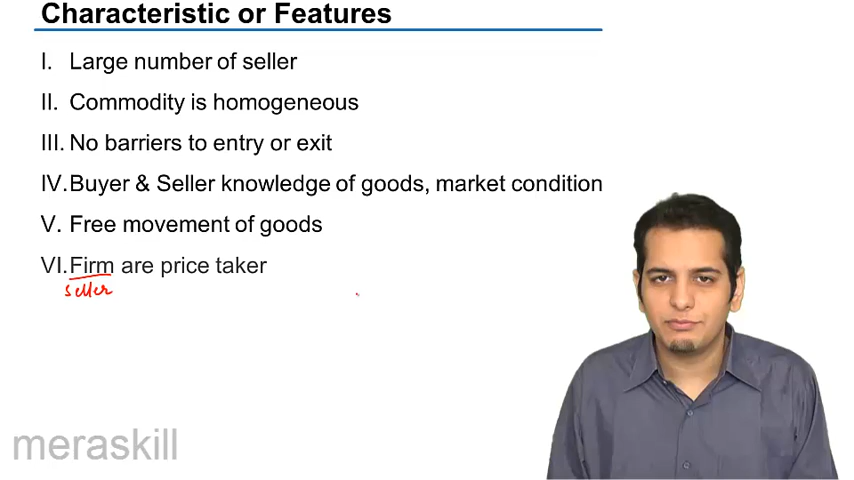 Characteristic or Features
I. Large number of seller
II. Commodity is homogeneous
III. No barriers to entry or exit
IV. Buyer & Seller knowledge of goods, market condition
V. Free movement of goods
VI. Firm are price taker
seller
meraskill